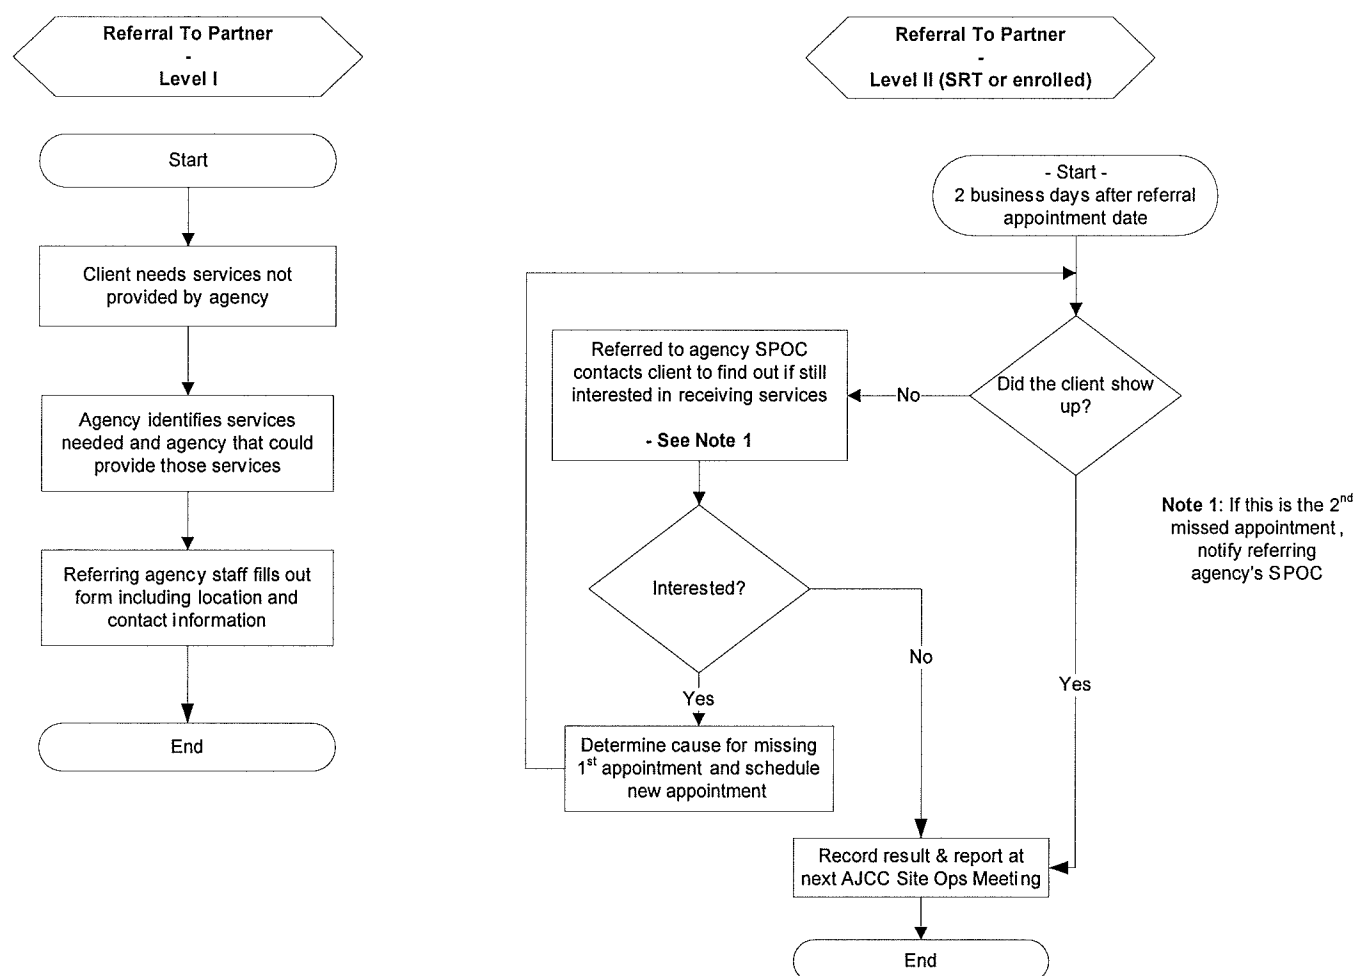 Referral To Partner
-
Level I
Start
Client needs services not
provided by agency
Agency identifies services
needed and agency that could
provide those services
Referring agency staff fills out
form including location and
contact information
End
Referral To Partner
-
Level II (SRT or enrolled)
- Start -
2 business days after referral
appointment date
Did the client show
up?
No
Referred to agency SPOC
contacts client to find out if still
interested in receiving services
- See Note 1
Note 1: If this is the 2nd
missed appointment,
notify referring
agency's SPOC
Interested?
No
Yes
Yes
Determine cause for missing
1st appointment and schedule
new appointment
Record result & report at
next AJCC Site Ops Meeting
End